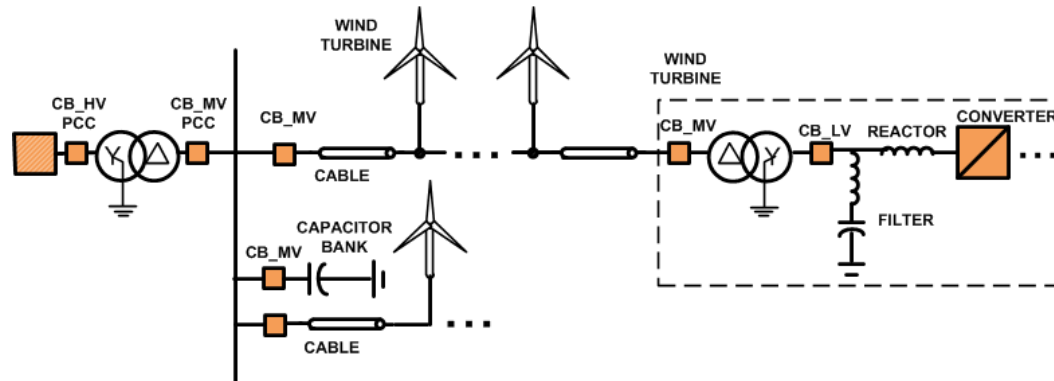 WIND
TURBINE
WIND
TURBINE
CB_HV
PCC
CB_MV
PCC
CB_MV
CABLE
CB_MV
CB_LV
REACTOR
CONVERTER
FILTER
CAPACITOR
BANK
CB_MV
CABLE